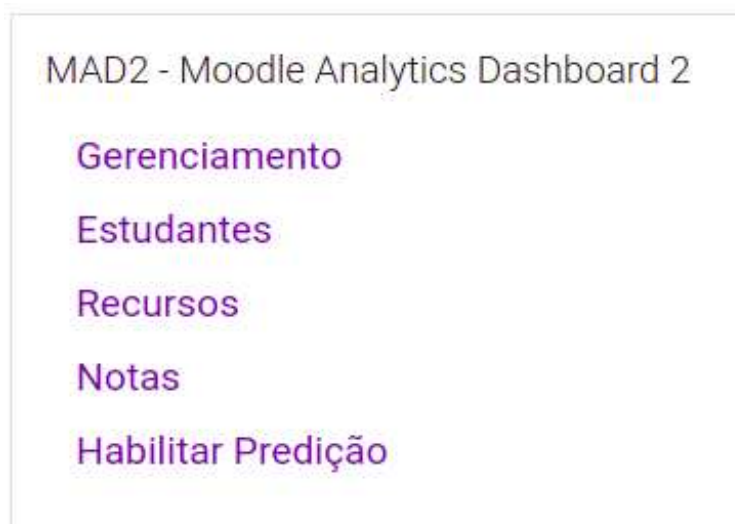 MAD2 - Moodle Analytics Dashboard 2
Gerenciamento
Estudantes
Recursos
Notas
Habilitar Predição